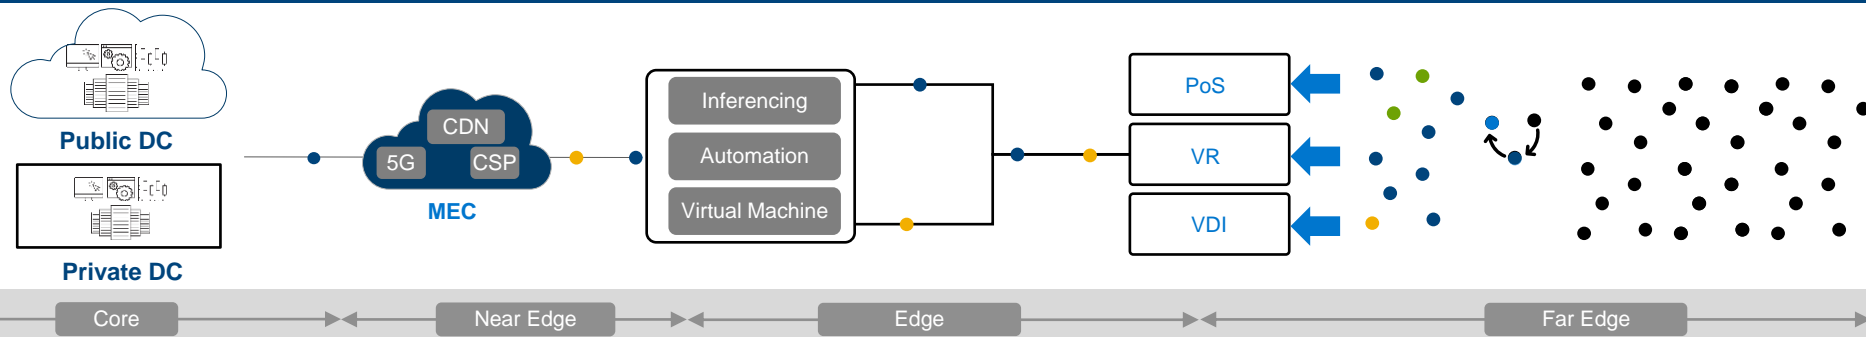 Public DC
Private DC
CDN
5G
CSP
MEC
Inferencing
Automation
Virtual Machine
PoS
VR
VDI
Core
Near Edge
Edge
Far Edge